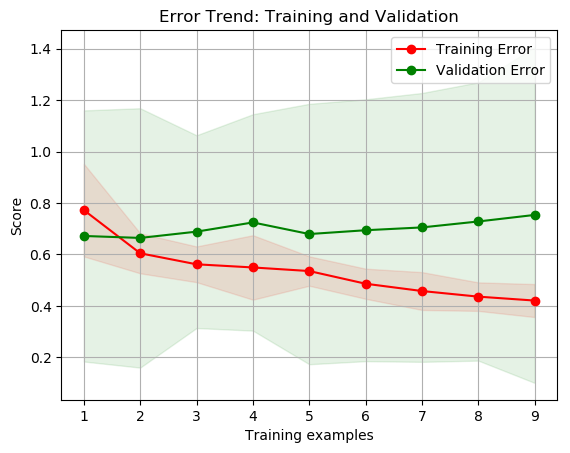 Error Trend: Training and Validation
1.4
1.2
1.0
0.8
0.6
0.4
0.2
Score
Training Error
Validation Error
1 2 3 4 5 6 7 8 9
Training examples